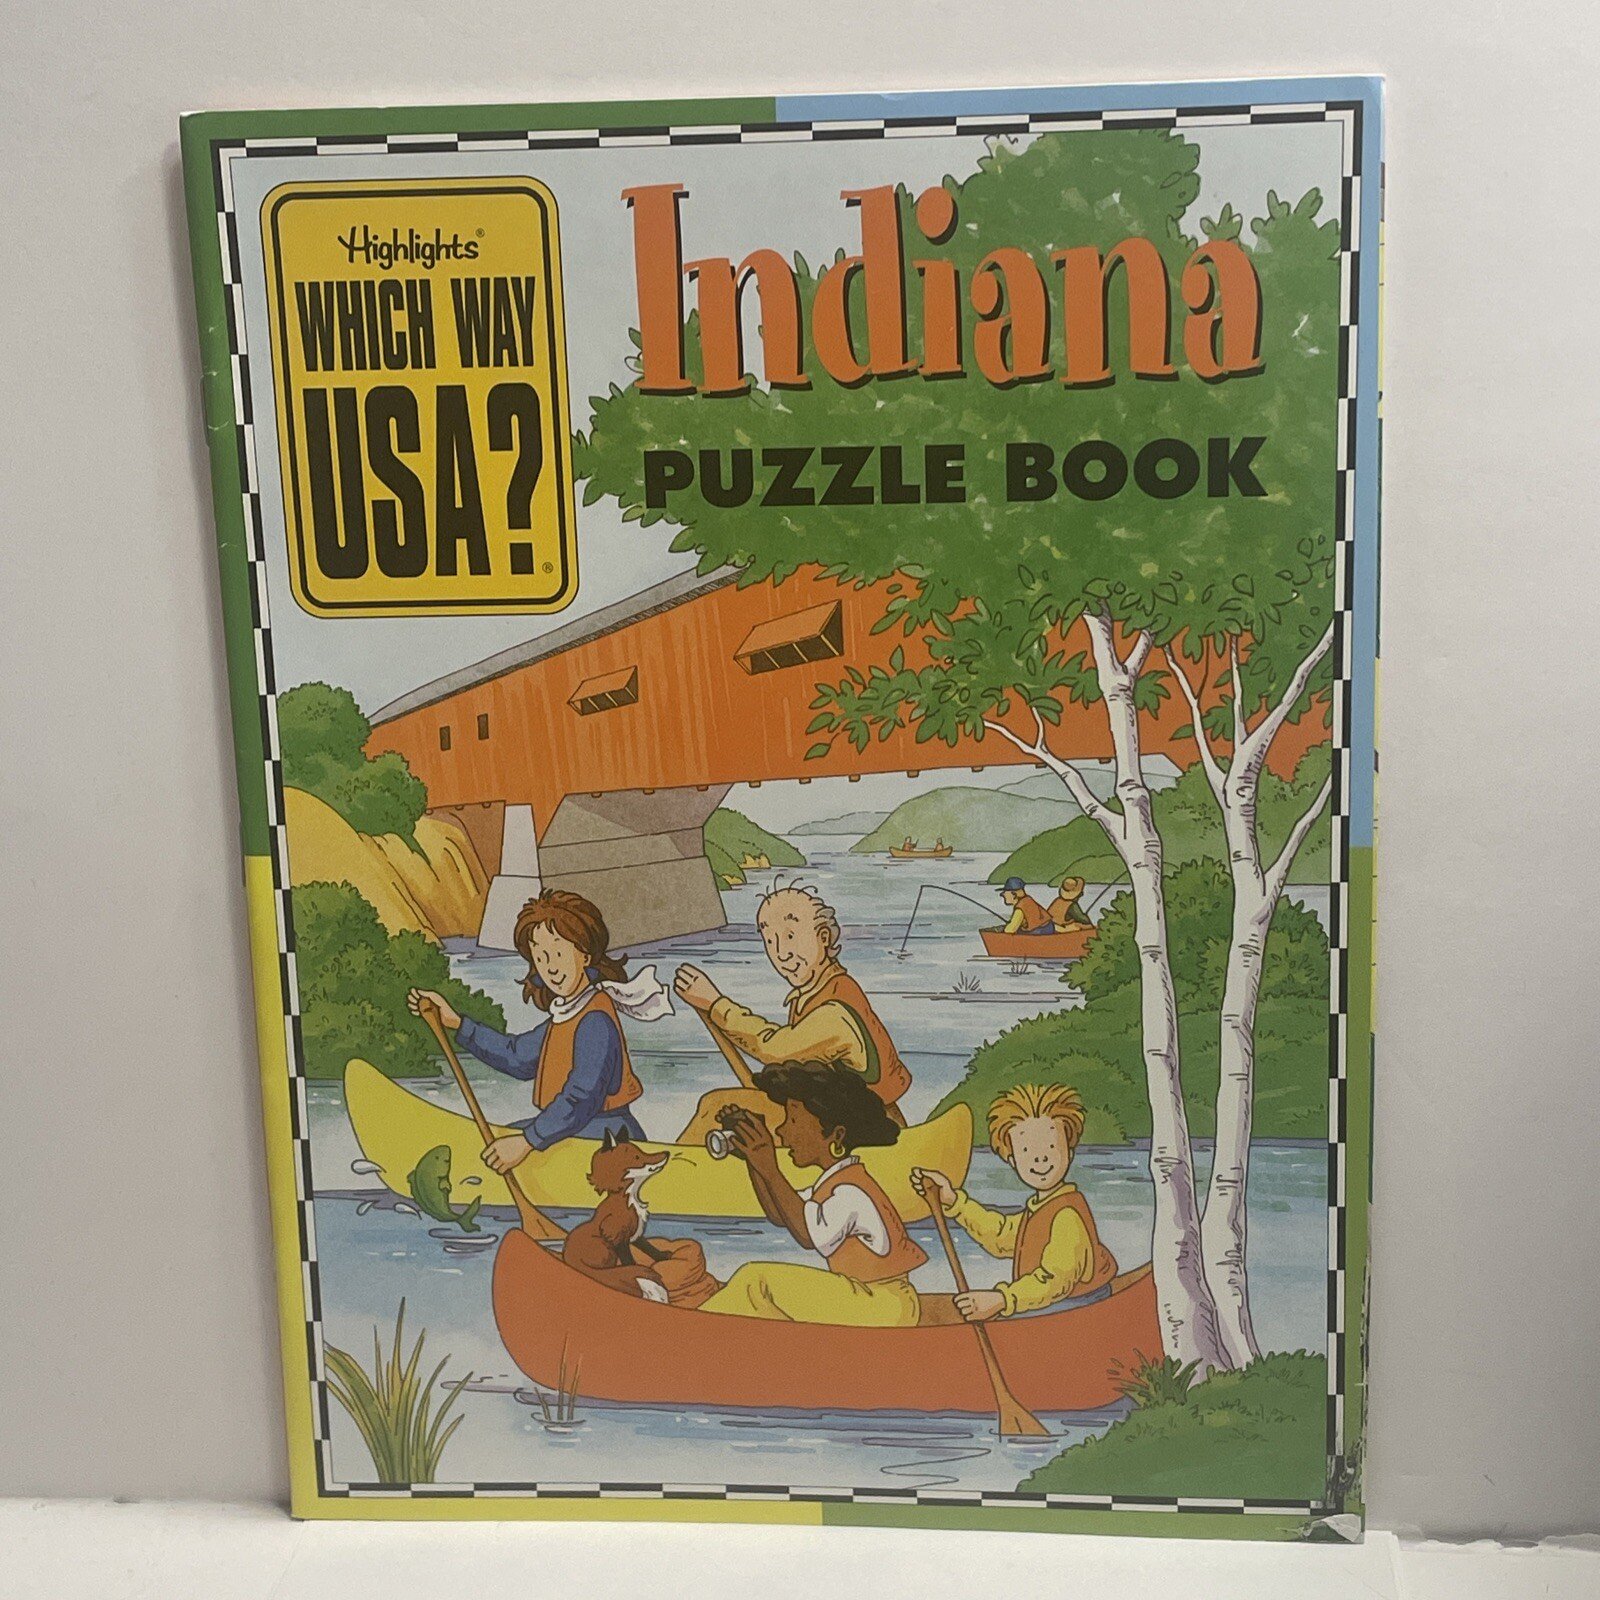 Highlights®
WHICH WAY
USA?®
Indiana
PUZZLE BOOK